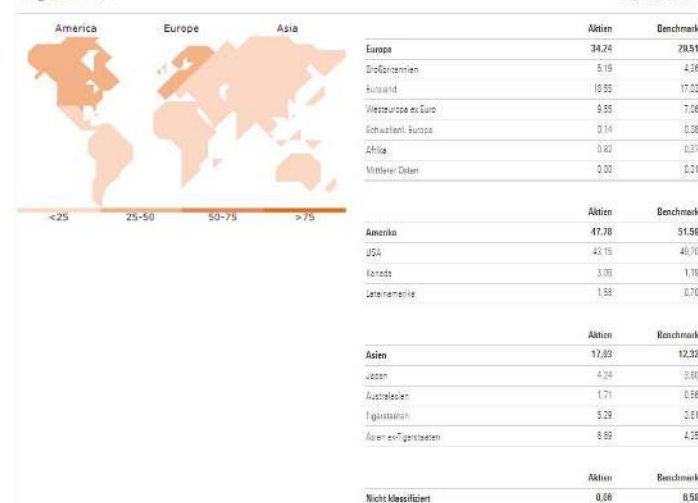 America Europe Asia
<25 25-50 50-75 >75
Aktien Benchmark
Europa 34,24 29,51
Großbritannien 5,19 4,26
Euroland 18,55 17,03
Westeuropa ex Euro 9,55 7,06
Schwellenl. Europa 0,14 0,38
Afrika 0,82 0,37
Mittlerer Osten 0,00 0,21
Aktien Benchmark
Amerika 47,78 51,59
USA 43,15 49,70
Kanada 3,06 1,19
Lateinamerika 1,58 0,70
Aktien Benchmark
Asien 17,93 12,32
Japan 4,24 3,80
Australasien 1,71 0,56
Tigerstaaten 5,29 3,61
Asien ex-Tigerstaaten 6,69 4,35
Aktien Benchmark
Nicht klassifiziert 0,06 6,58